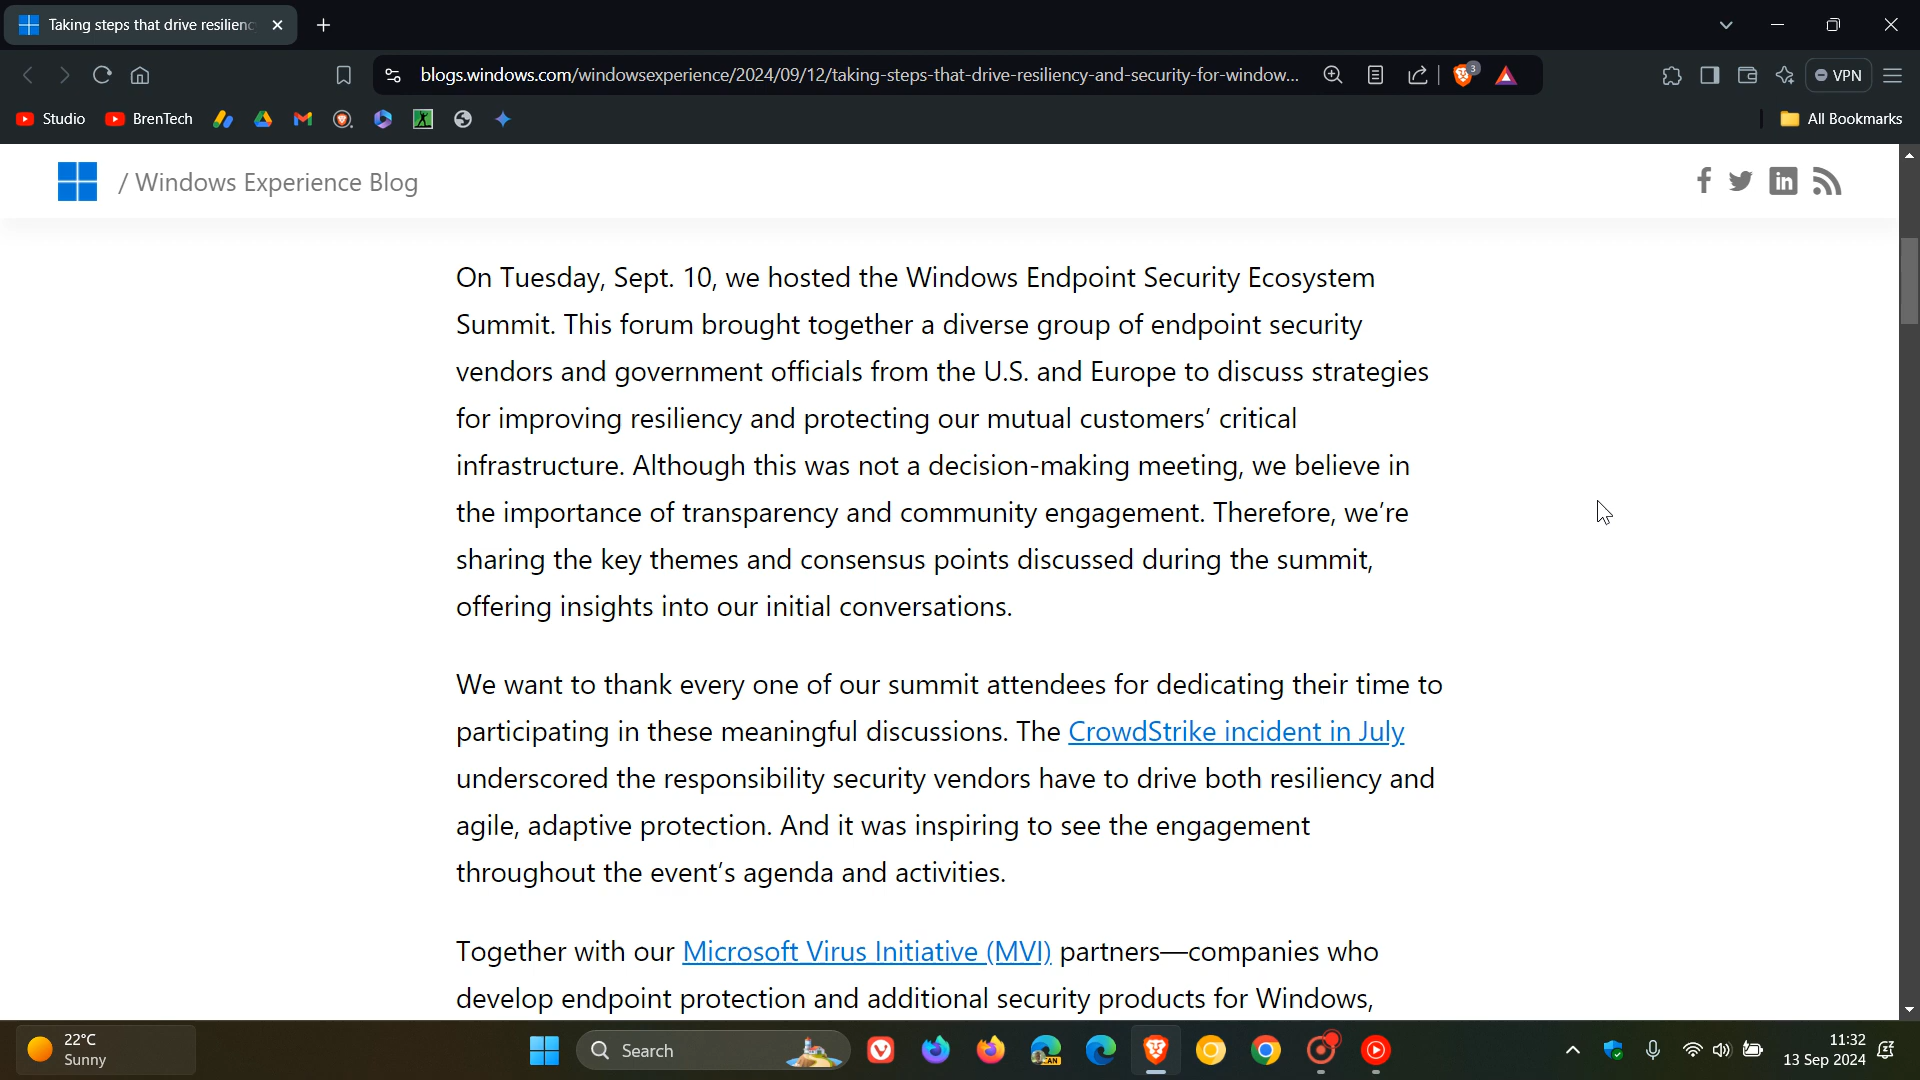 Taking steps that drive resilienc
blogs.windows.com/windowsexperience/2024/09/12/taking-steps-that-drive-resiliency-and-security-for-window...
3
VPN
Studio
BrenTech
All Bookmarks
/ Windows Experience Blog
On Tuesday, Sept. 10, we hosted the Windows Endpoint Security Ecosystem
Summit. This forum brought together a diverse group of endpoint security
vendors and government officials from the U.S. and Europe to discuss strategies
for improving resiliency and protecting our mutual customers’ critical
infrastructure. Although this was not a decision-making meeting, we believe in
the importance of transparency and community engagement. Therefore, we’re
sharing the key themes and consensus points discussed during the summit,
offering insights into our initial conversations.
We want to thank every one of our summit attendees for dedicating their time to
participating in these meaningful discussions. The CrowdStrike incident in July
underscored the responsibility security vendors have to drive both resiliency and
agile, adaptive protection. And it was inspiring to see the engagement
throughout the event’s agenda and activities.
Together with our Microsoft Virus Initiative (MVI) partners—companies who
develop endpoint protection and additional security products for Windows,
22°C
Sunny
Search
CAN
11:32
13 Sep 2024